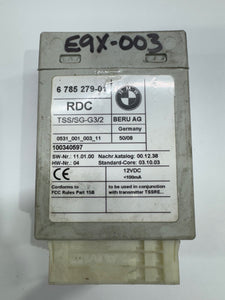 E9X-003
6 785 279-01
RDC
BMW
TSS/SG-G3/2
BERU AG
Germany
0531_001_003_11
50/08
100340597
SW-Nr.: 11.01.00 Nachr.katalog: 00.12.38
HW-Nr.: 04 Standard-Core: 03.10.03
12VDC
<100mA
Conforms to
FCC Rules Part 15B
to be used in conjunction
with transmitter TSSRE...